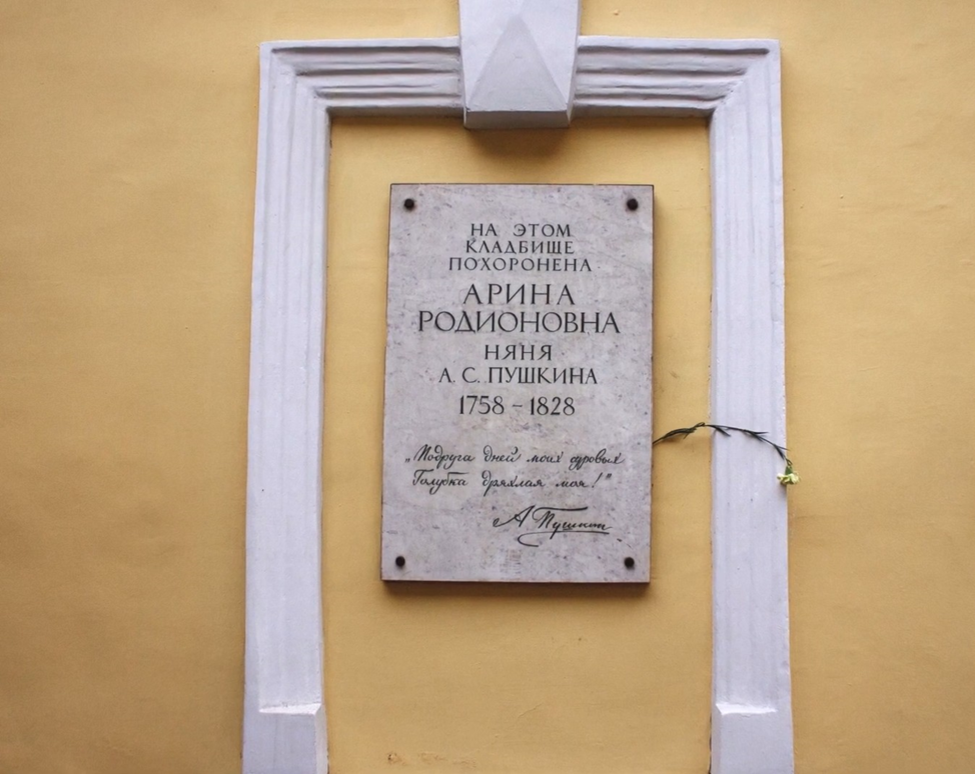 НА ЭТОМ
КЛАДБИЩЕ
ПОХОРОНЕНА
АРИНА
РОДИОНОВНА
НЯНЯ
А. С. ПУШКИНА
1758 – 1828
„Подруга дней моих суровых
Голубка дряхлая моя!"
А. Пушкин